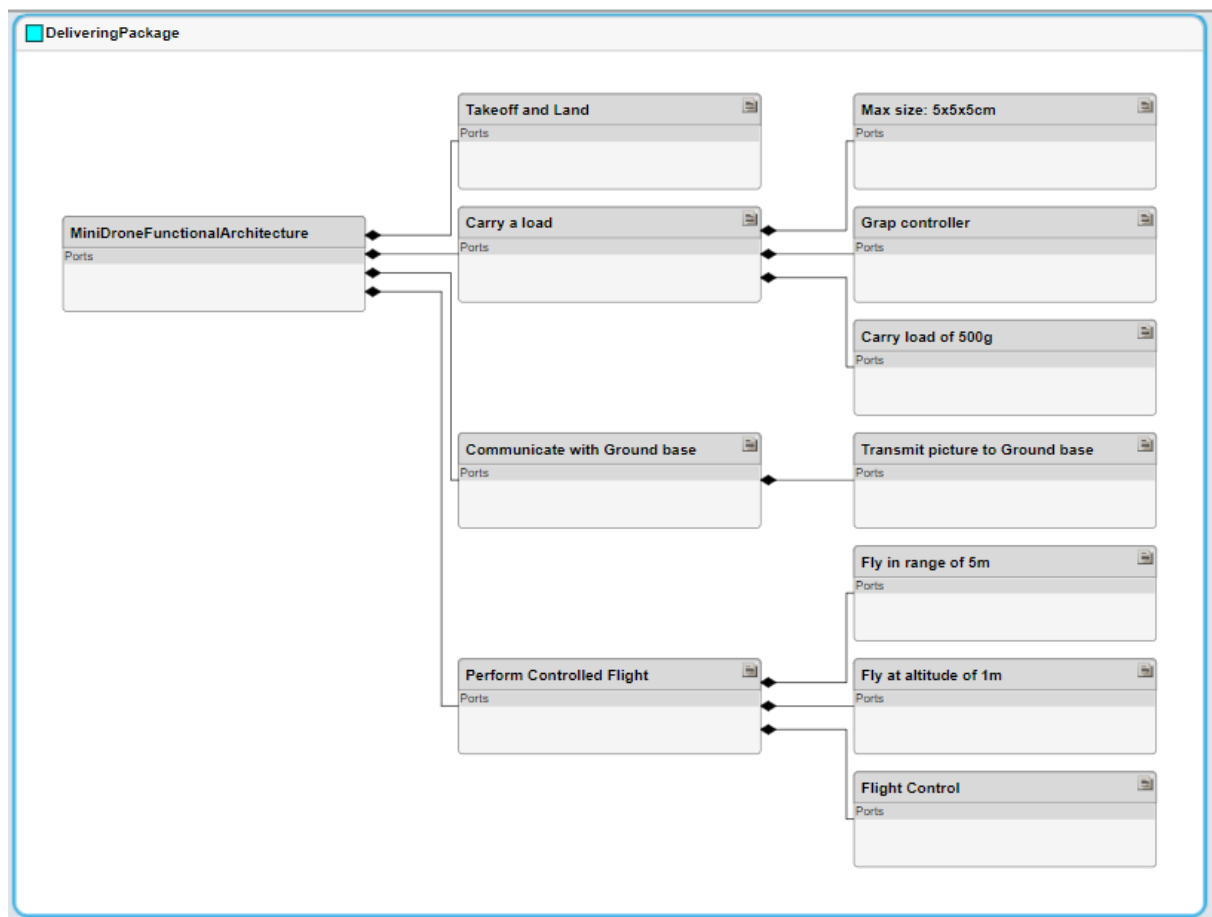 DeliveringPackage
Takeoff and Land
Ports
Max size: 5x5x5cm
Ports
MiniDroneFunctionalArchitecture
Ports
Carry a load
Ports
Grap controller
Ports
Carry load of 500g
Ports
Communicate with Ground base
Ports
Transmit picture to Ground base
Ports
Fly in range of 5m
Ports
Perform Controlled Flight
Ports
Fly at altitude of 1m
Ports
Flight Control
Ports